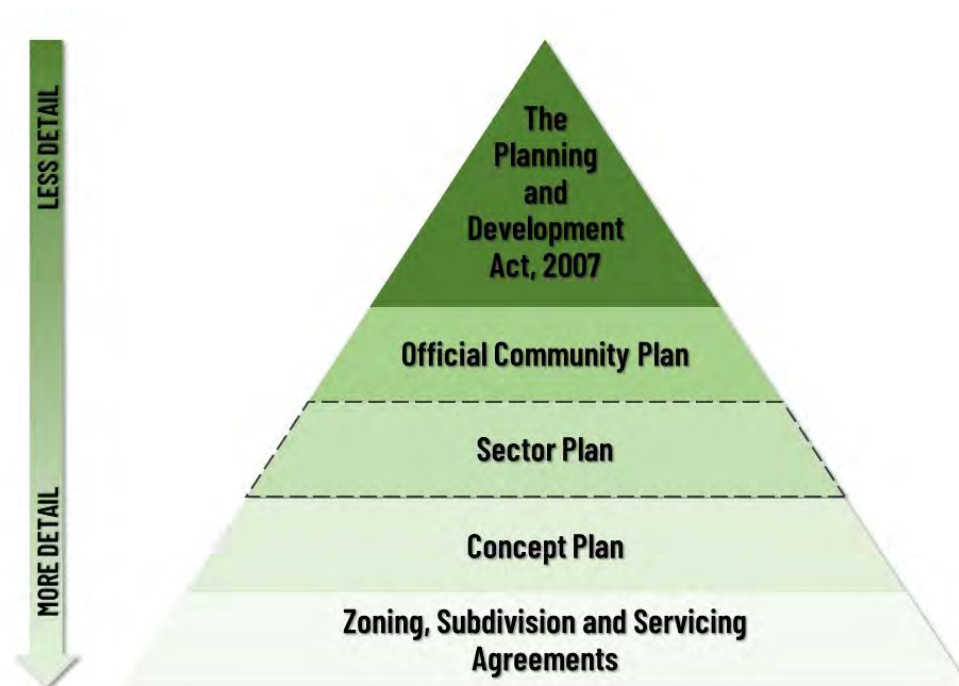 LESS DETAIL
MORE DETAIL
The
Planning
and
Development
Act, 2007
Official Community Plan
Sector Plan
Concept Plan
Zoning, Subdivision and Servicing
Agreements